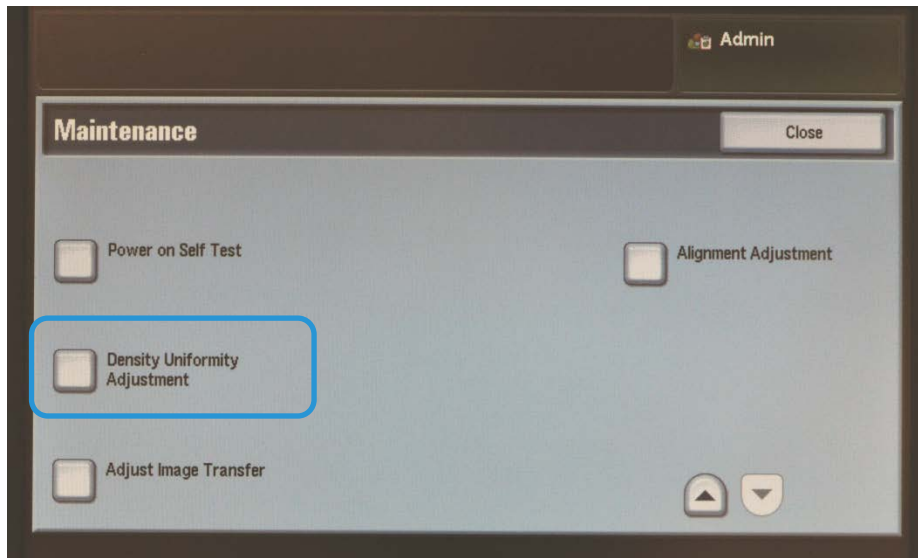 Admin
Maintenance
Close
Power on Self Test
Alignment Adjustment
Density Uniformity
Adjustment
Adjust Image Transfer